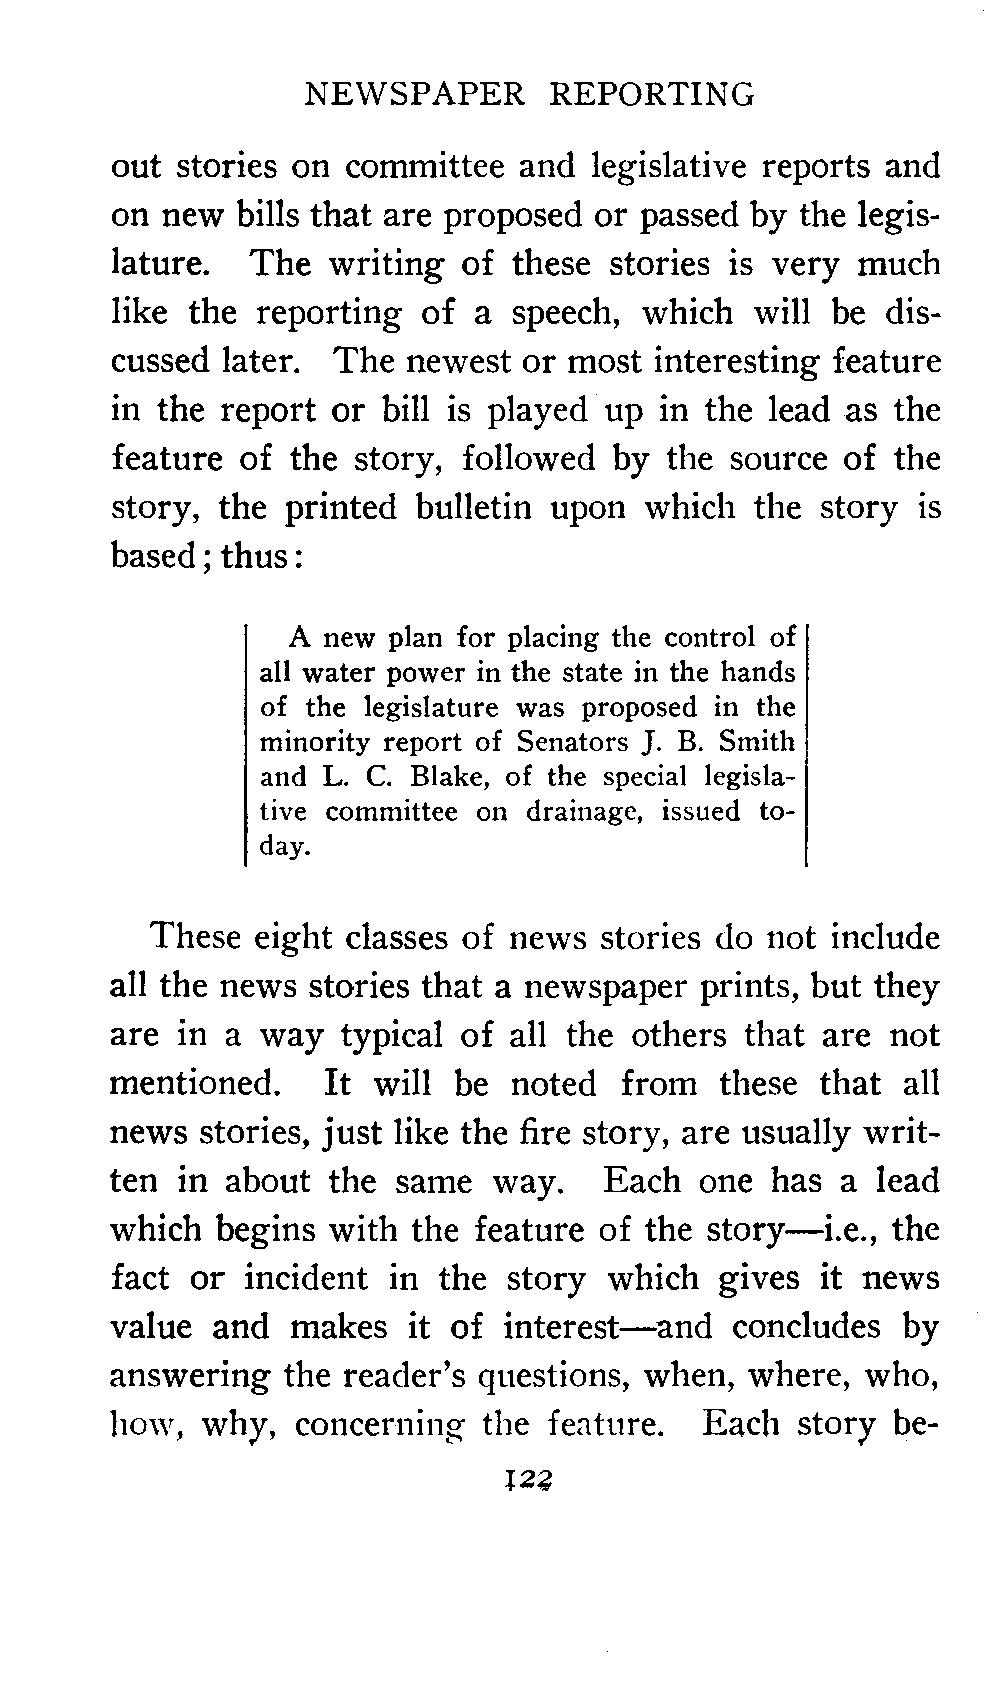 NEWSPAPER REPORTING
out stories on committee and legislative reports and
on new bills that are proposed or passed by the legis-
lature. The writing of these stories is very much
like the reporting of a speech, which will be dis-
cussed later. The newest or most interesting feature
in the report or bill is played up in the lead as the
feature of the story, followed by the source of the
story, the printed bulletin upon which the story is
based; thus:
A new plan for placing the control of
all water power in the state in the hands
of the legislature was proposed in the
minority report of Senators J. B. Smith
and L. C. Blake, of the special legisla-
tive committee on drainage, issued to-
day.
These eight classes of news stories do not include
all the news stories that a newspaper prints, but they
are in a way typical of all the others that are not
mentioned. It will be noted from these that all
news stories, just like the fire story, are usually writ-
ten in about the same way. Each one has a lead
which begins with the feature of the story—i.e., the
fact or incident in the story which gives it news
value and makes it of interest—and concludes by
answering the reader's questions, when, where, who,
how, why, concerning the feature. Each story be-
122